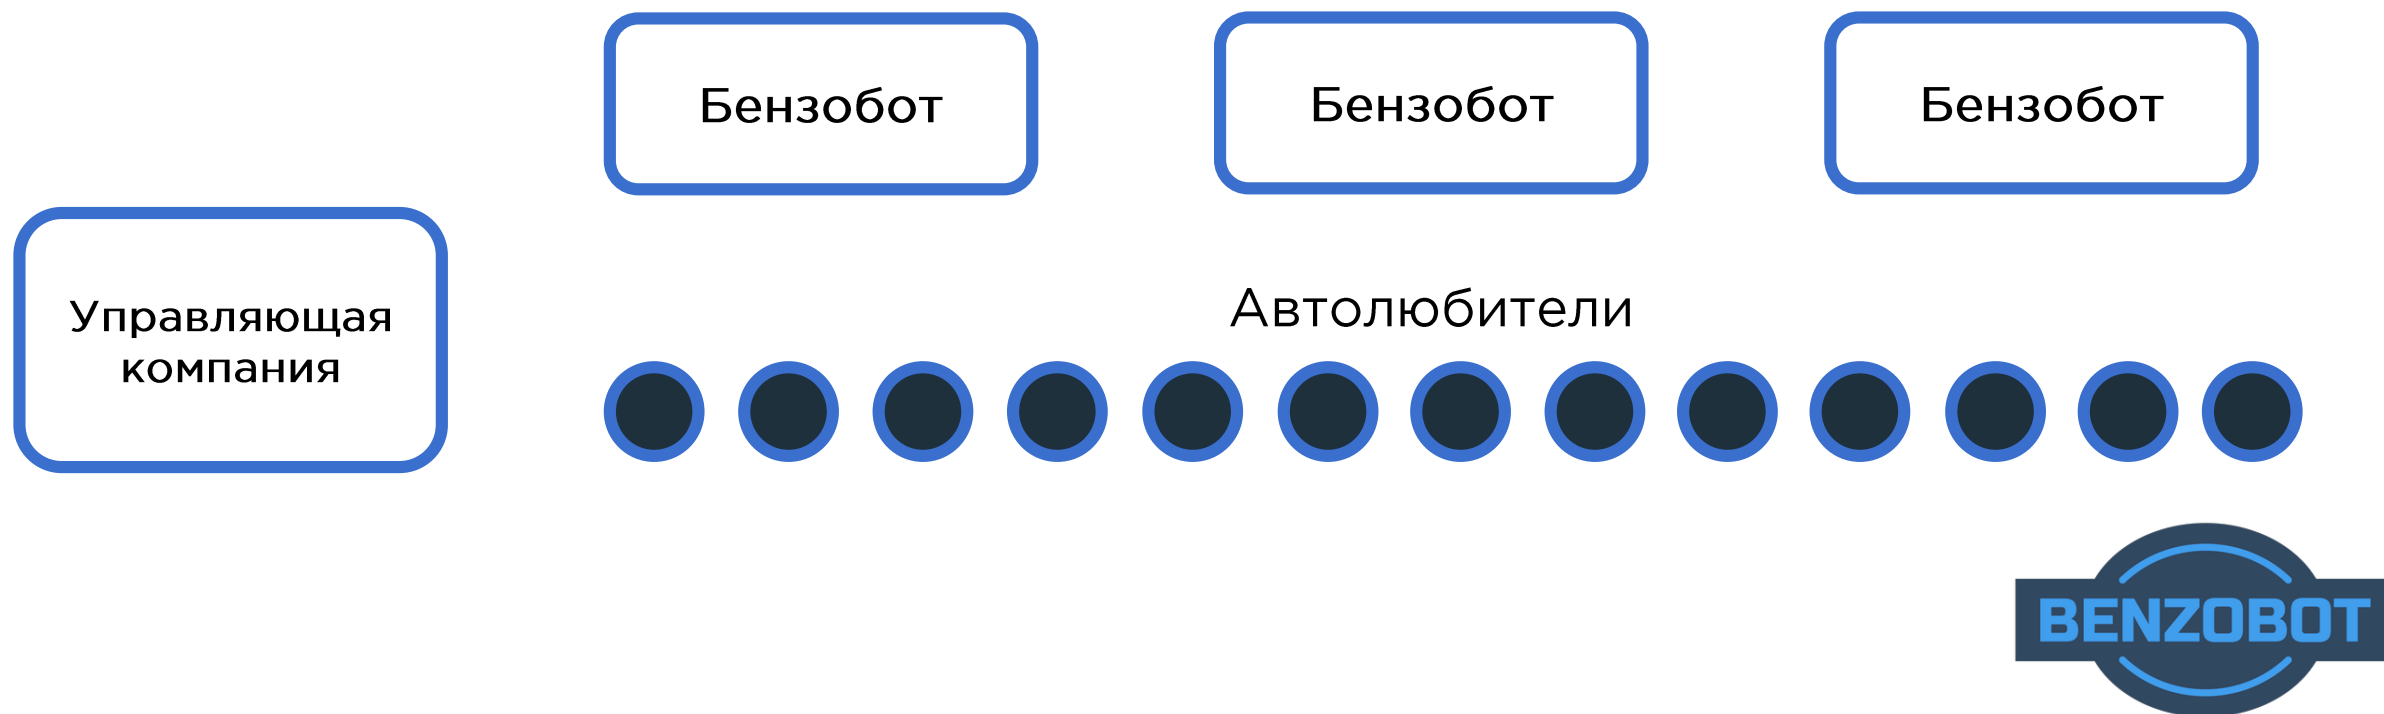 Бензобот
Бензобот
Бензобот
Управляющая
компания
Автолюбители
BENZOBOT